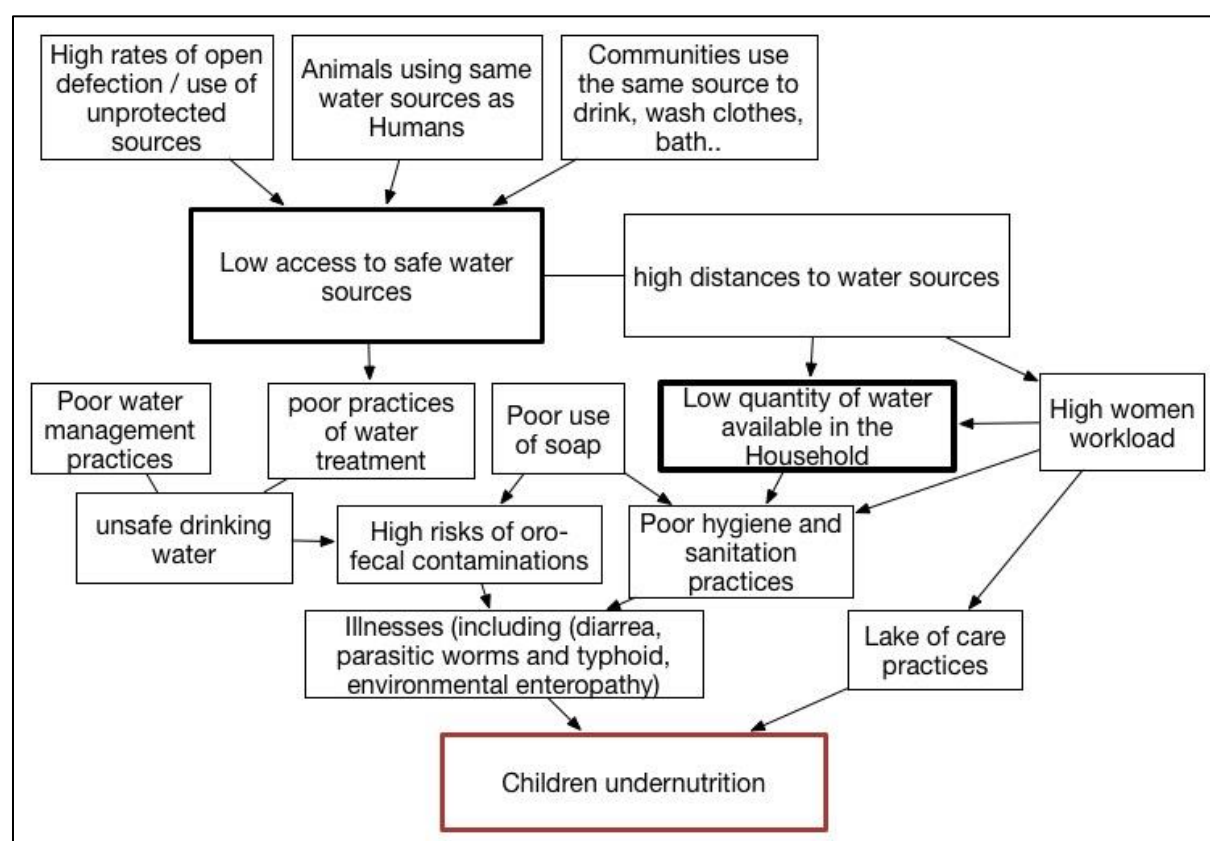 High rates of open
defection / use of
unprotected
sources
Animals using same
water sources as
Humans
Communities use
the same source to
drink, wash clothes,
bath..
Low access to safe water
sources
high distances to water sources
Poor water
management
practices
poor practices
of water
treatment
Poor use
of soap
Low quantity of water
available in the
Household
High women
workload
unsafe drinking
water
High risks of oro-
fecal contaminations
Poor hygiene and
sanitation
practices
Illnesses (including (diarrea,
parasitic worms and typhoid,
environmental enteropathy)
Lake of care
practices
Children undernutrition